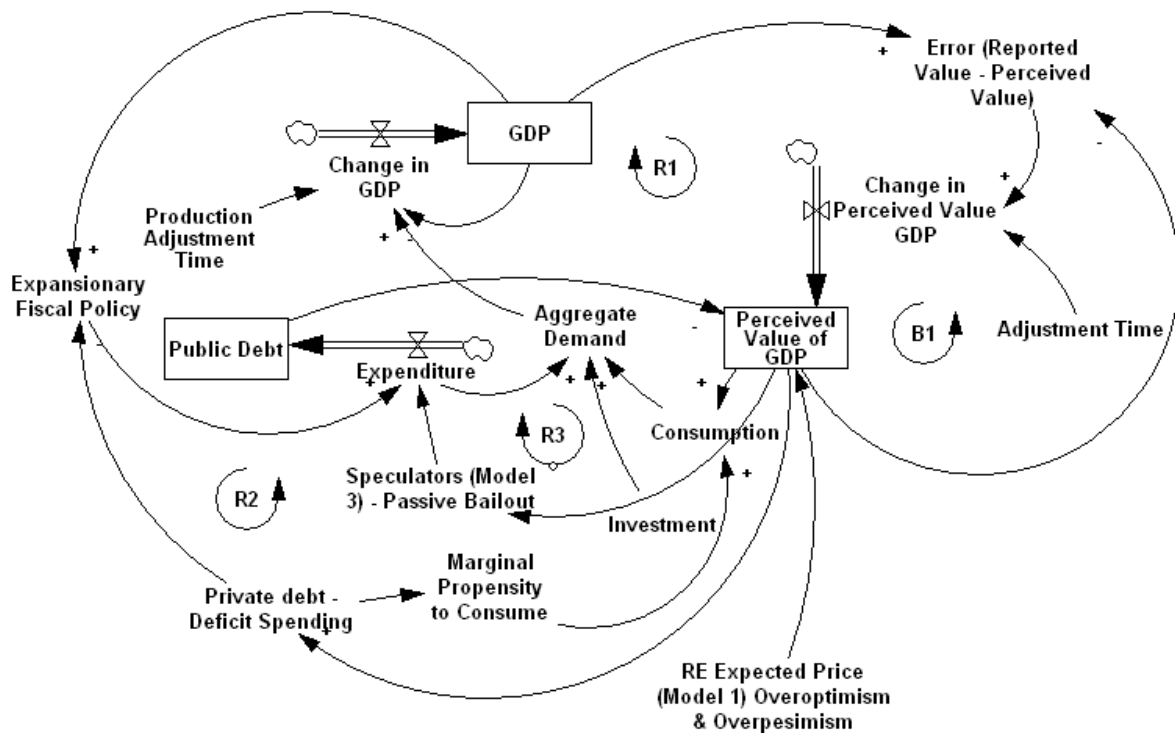 Error (Reported
Value - Perceived
Value)
+
GDP
R1
Change in
GDP
-
+
Change in
Perceived Value
GDP
Production
Adjustment
Time
+
-
+
Expansionary
Fiscal Policy
-
Public Debt
Expenditure
+
Aggregate
Demand
+
+
-
Perceived
Value of
GDP
B1
Adjustment Time
+
Consumption
+
R3
R2
Speculators (Model
3) - Passive Bailout
Investment
Marginal
Propensity
to Consume
Private debt -
Deficit Spending
+
RE Expected Price
(Model 1) Overoptimism
& Overpesimism